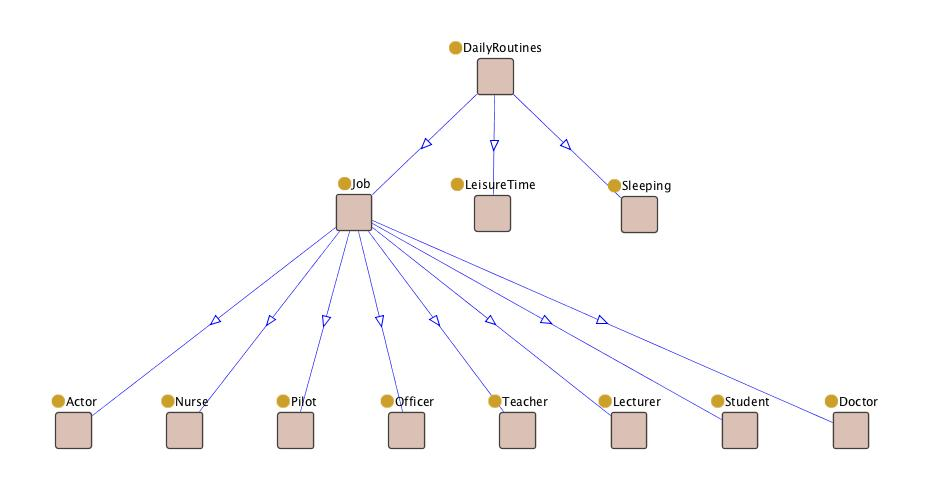 DailyRoutines
Job
LeisureTime
Sleeping
Actor
Nurse
Pilot
Officer
Teacher
Lecturer
Student
Doctor